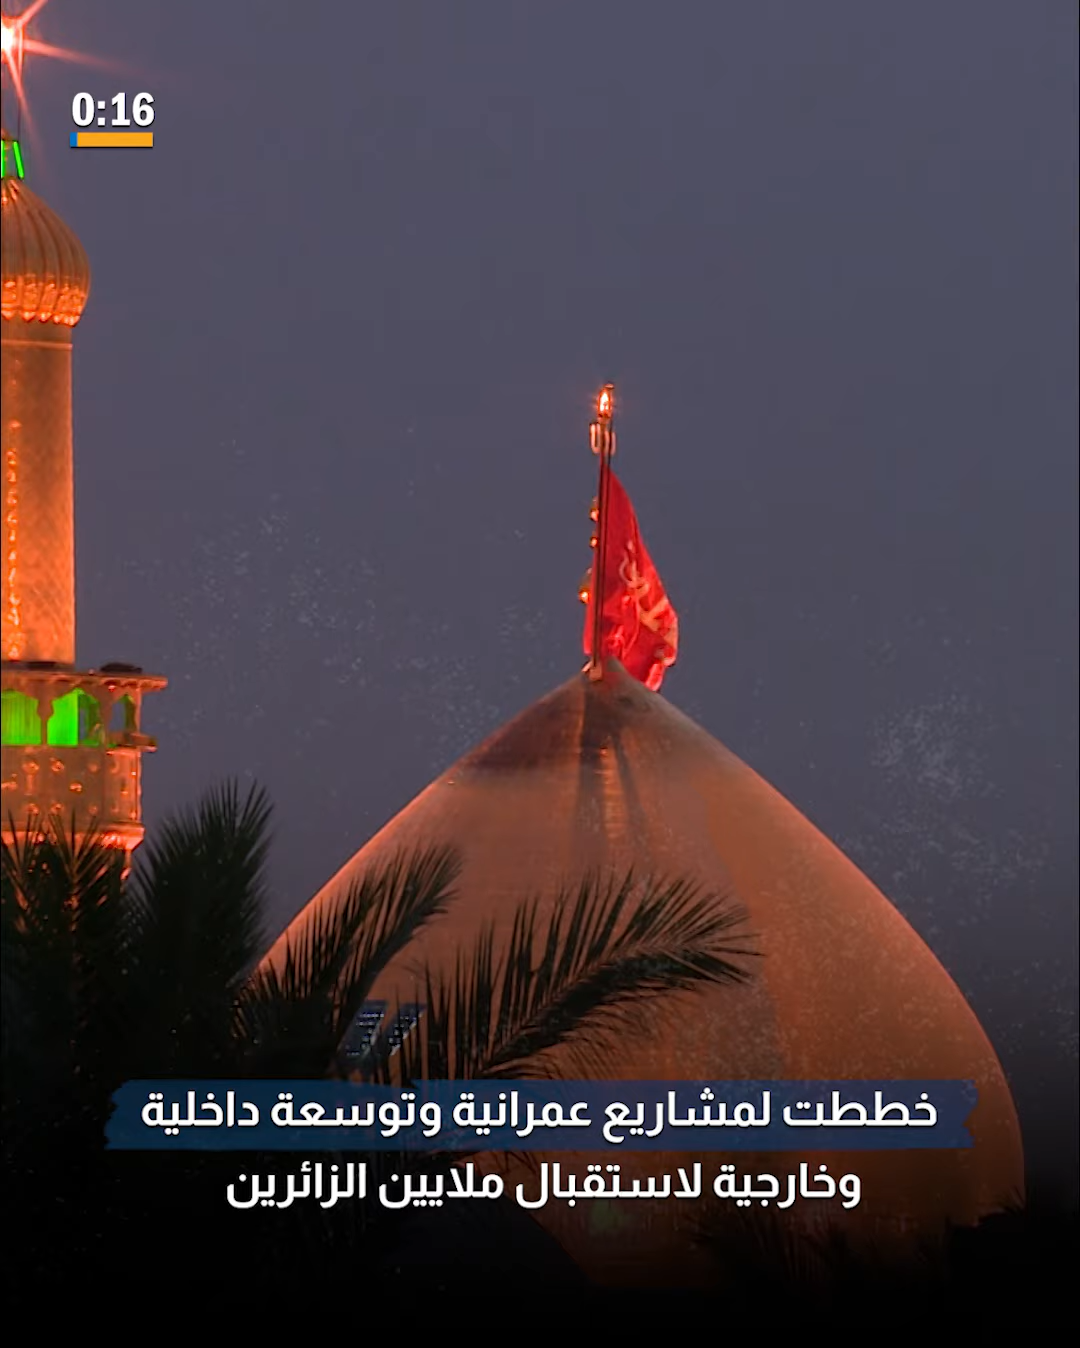 0:16
خططت لمشاريع عمرانية وتوسعة داخلية
وخارجية لاستقبال ملايين الزائرين